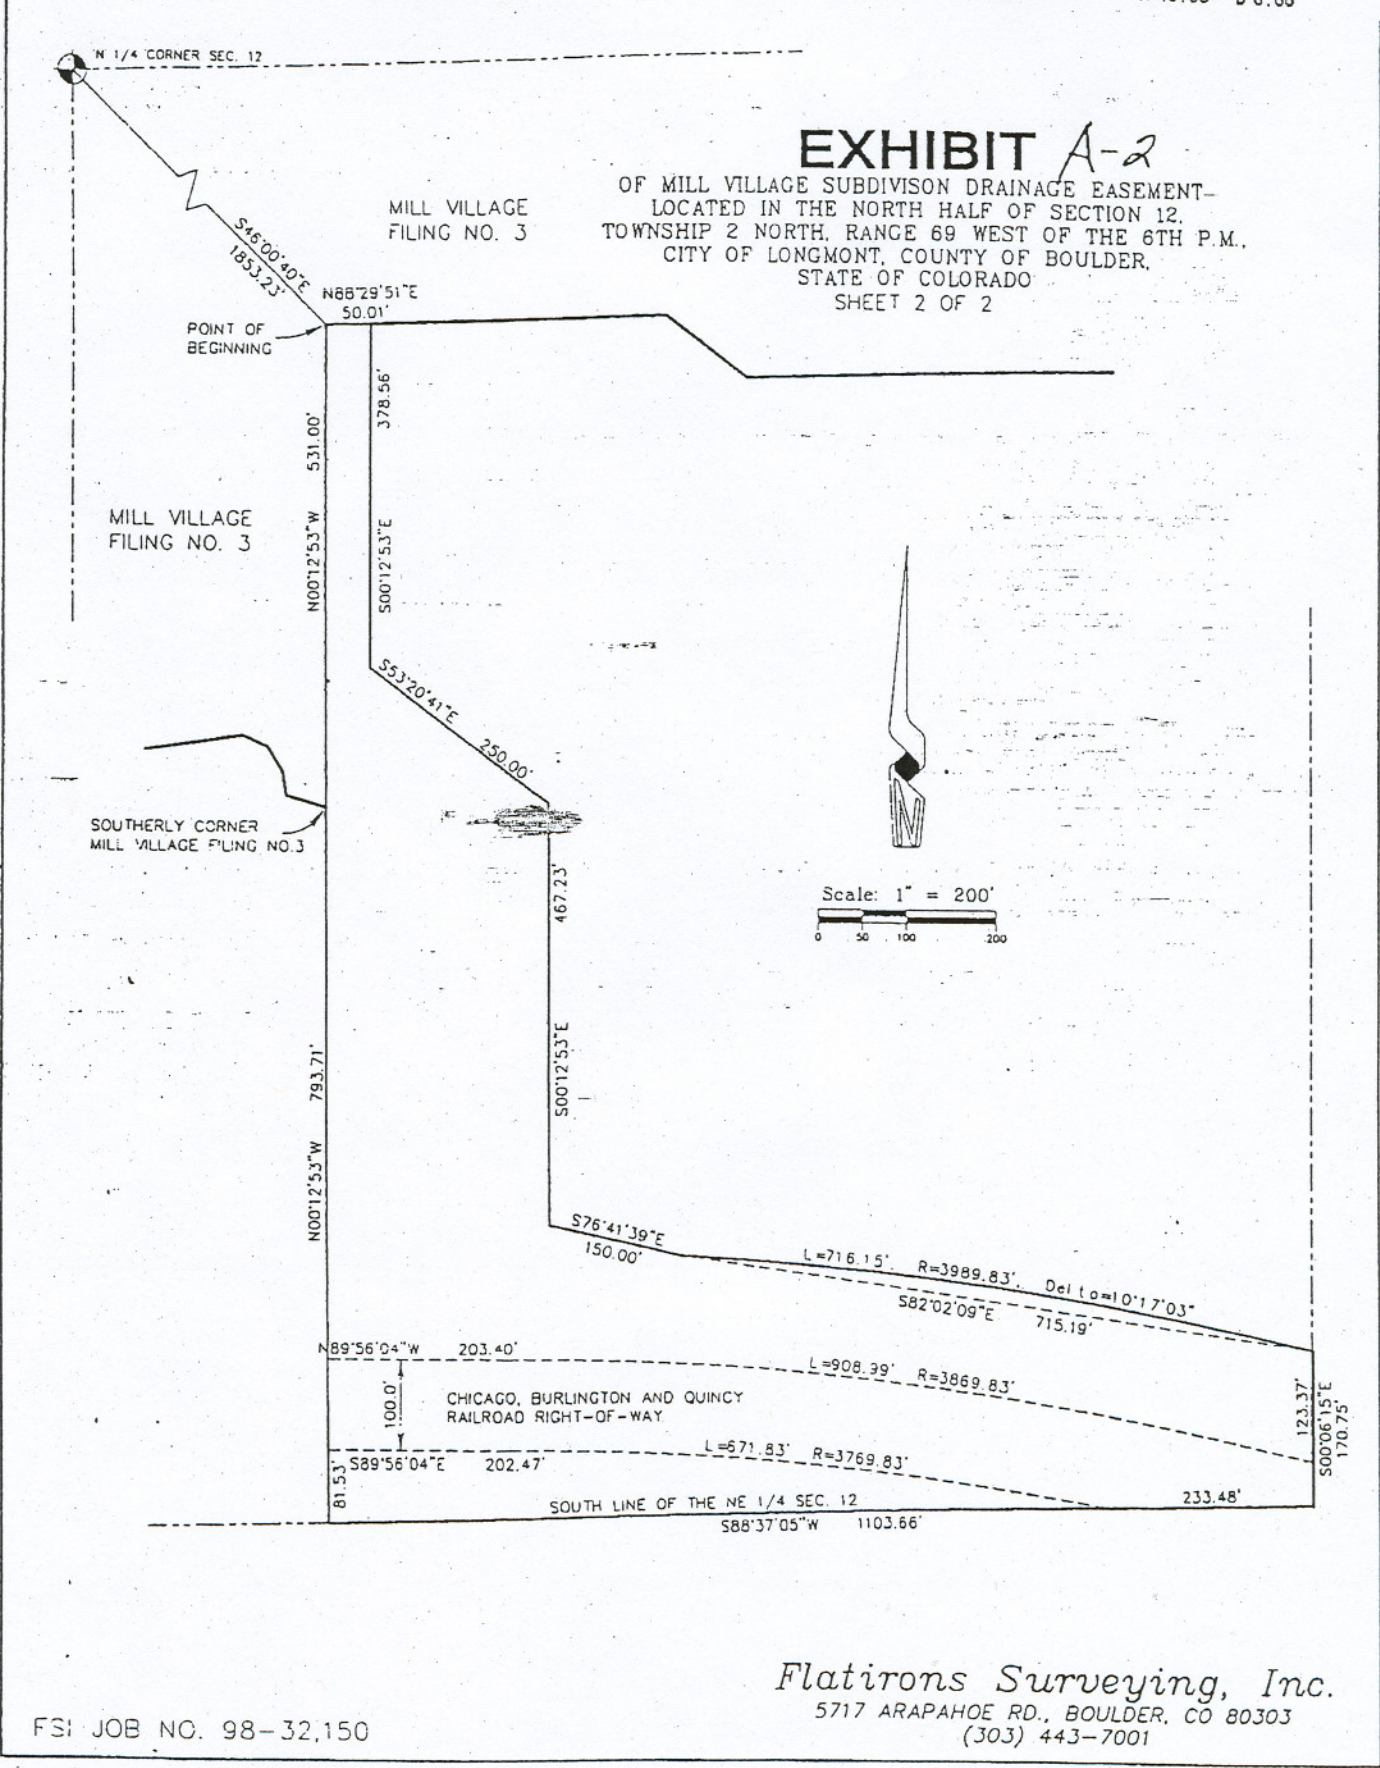 N 1/4 CORNER SEC. 12
EXHIBIT A-2
OF MILL VILLAGE SUBDIVISON DRAINAGE EASEMENT
LOCATED IN THE NORTH HALF OF SECTION 12,
TOWNSHIP 2 NORTH, RANGE 69 WEST OF THE 6TH P.M.,
CITY OF LONGMONT, COUNTY OF BOULDER,
STATE OF COLORADO
SHEET 2 OF 2
MILL VILLAGE
FILING NO. 3
S46°00'40"E
1853.23'
N88°29'51"E
50.01'
POINT OF
BEGINNING
378.56'
S00°12'53"E
531.00'
N00°12'53"W
MILL VILLAGE
FILING NO. 3
S53°20'41"E
250.00'
SOUTHERLY CORNER
MILL VILLAGE FILING NO.3
467.23'
S00°12'53"E
N
Scale: 1" = 200'
0 50 100 200
793.71'
N00°12'53"W
S76°41'39"E
150.00'
L=716.15' R=3989.83' Delta=10°17'03"
S82°02'09"E 715.19'
N89°56'04"W 203.40'
L=908.99' R=3869.83'
100.0'
CHICAGO, BURLINGTON AND QUINCY
RAILROAD RIGHT-OF-WAY
123.37'
S00°06'15"E
170.75'
L=671.83' R=3769.83'
S89°56'04"E 202.47'
81.53'
SOUTH LINE OF THE NE 1/4 SEC. 12
233.48'
S88°37'05"W 1103.66'
Flatirons Surveying, Inc.
5717 ARAPAHOE RD., BOULDER, CO 80303
(303) 443-7001
FSI JOB NO. 98-32,150